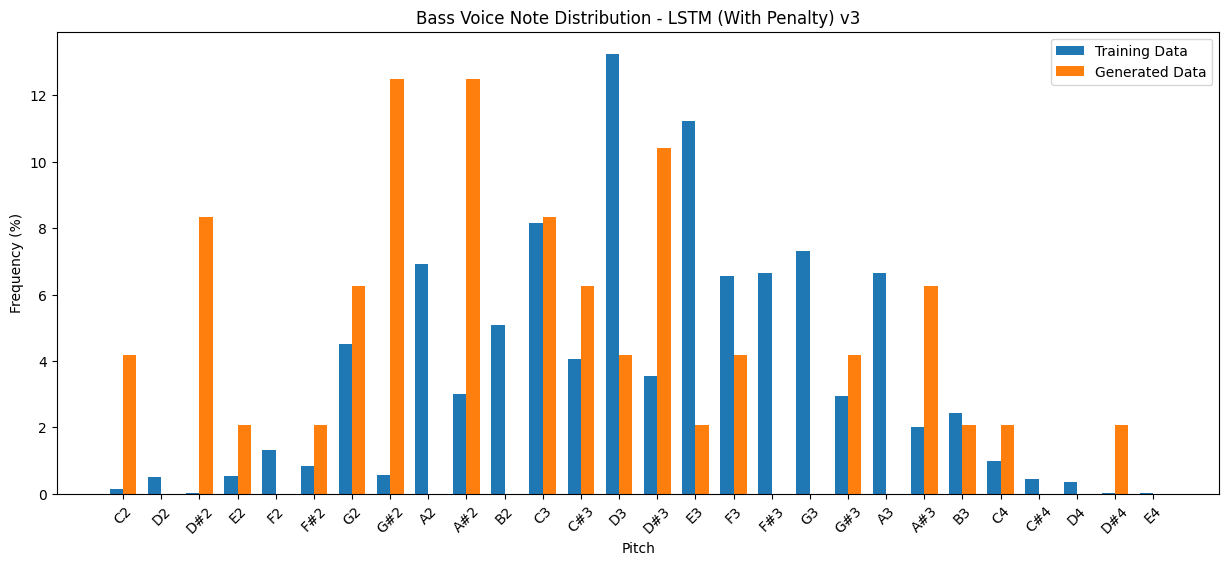 Bass Voice Note Distribution - LSTM (With Penalty) v3
Training Data
Generated Data
Frequency (%)
12
10
8
6
4
2
0
C2 D2 D#2 E2 F2 F#2 G2 G#2 A2 A#2 B2 C3 C#3 D3 D#3 E3 F3 F#3 G3 G#3 A3 A#3 B3 C4 C#4 D4 D#4 E4
Pitch